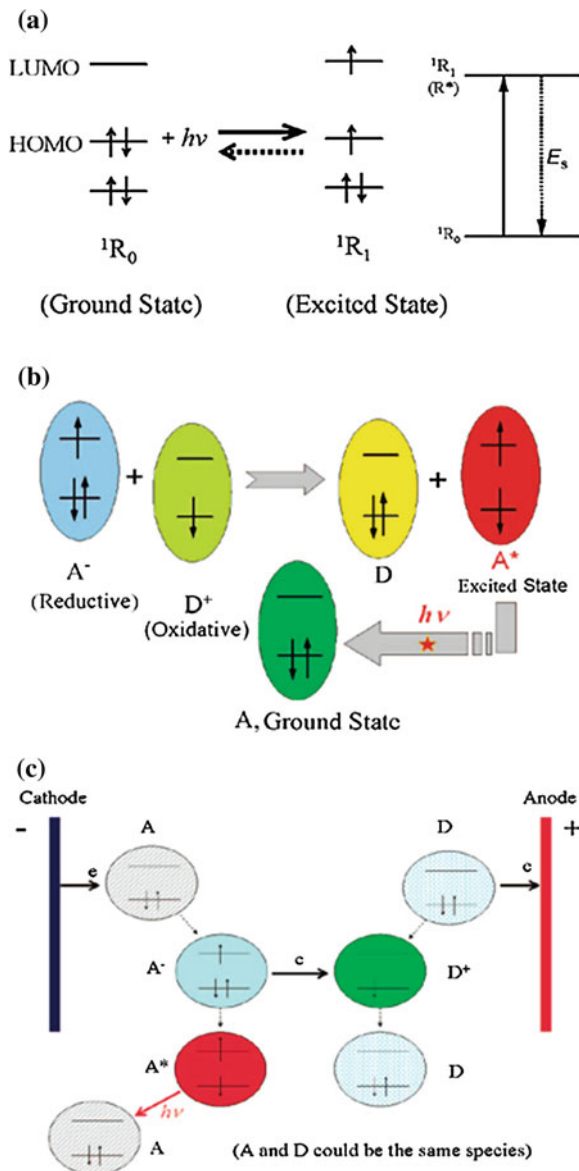 (a)
LUMO
¹R₁
(R*)
HOMO + hν
Eₛ
¹R₀ ¹R₁ ¹R₀
(Ground State) (Excited State)
(b)
+ +
A⁻ D A*
(Reductive) D⁺ Excited State
(Oxidative) hν
A, Ground State
(c)
Cathode Anode
- A D +
e e
A⁻ e D⁺
A* D
hν
A (A and D could be the same species)